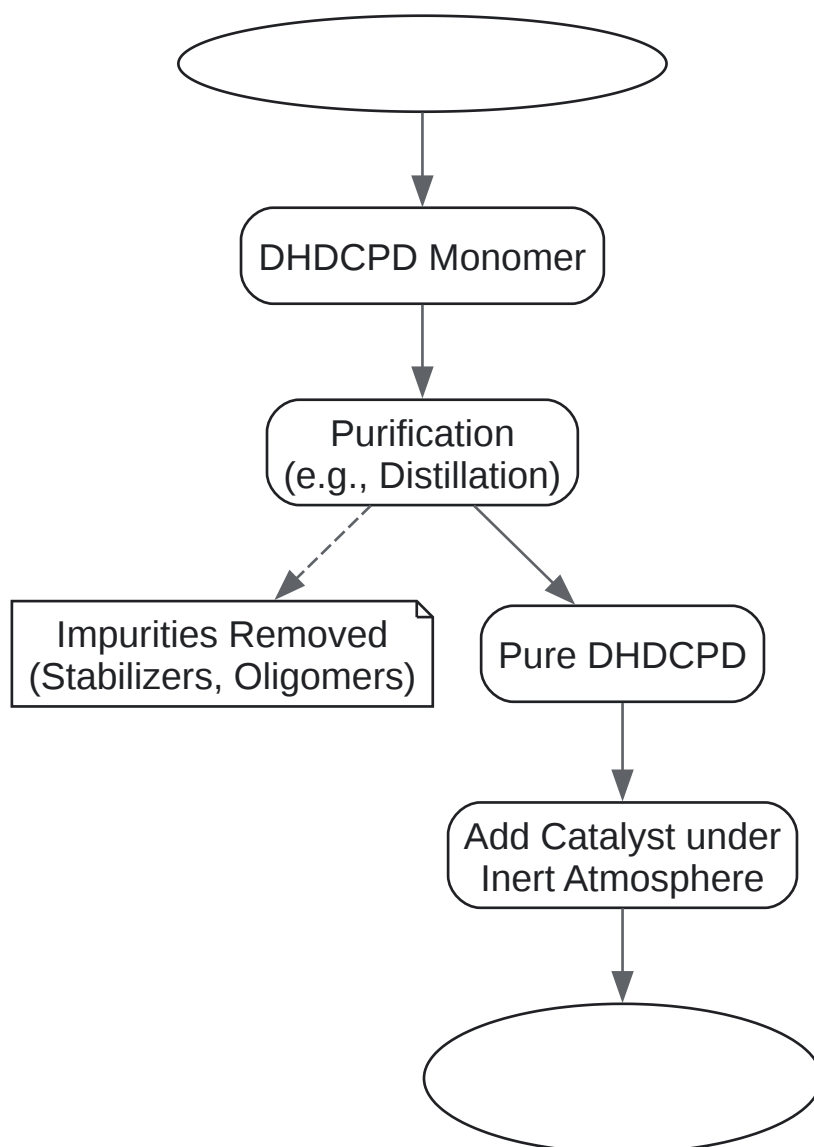 DHDCPD Monomer
Purification
(e.g., Distillation)
Impurities Removed
(Stabilizers, Oligomers)
Pure DHDCPD
Add Catalyst under
Inert Atmosphere